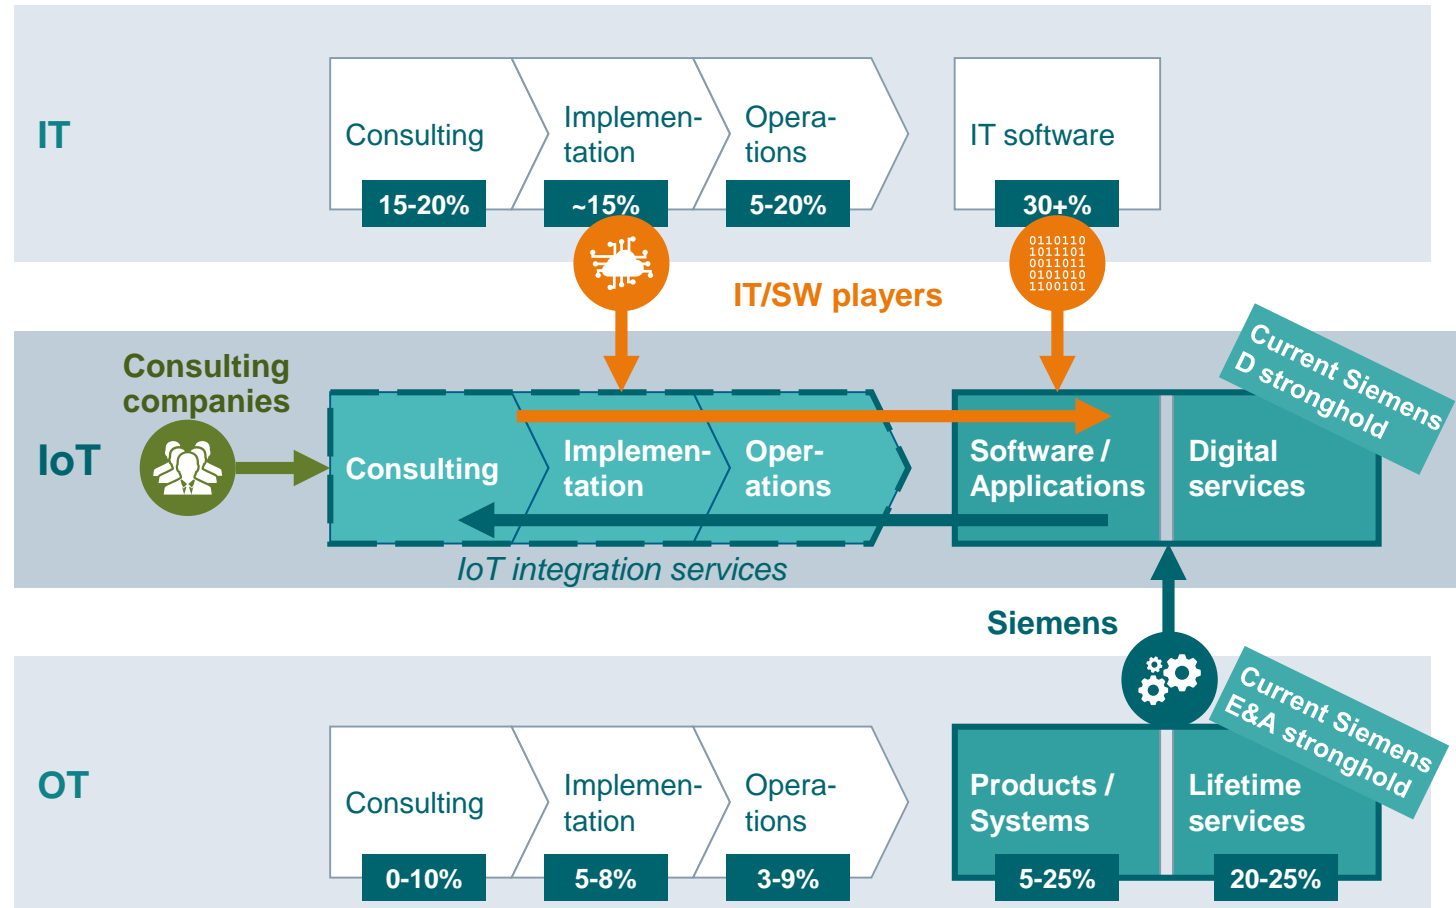 IT
Consulting
Implemen-
tation
Opera-
tions
IT software
15-20%
~15%
5-20%
30+%
0110110
1011101
0011011
0101010
1100101
IT/SW players
Current Siemens
D stronghold
Consulting
companies
IoT
Consulting
Implemen-
tation
Oper-
ations
Software /
Applications
Digital
services
IoT integration services
Siemens
Current Siemens
E&A stronghold
OT
Consulting
Implemen-
tation
Opera-
tions
Products /
Systems
Lifetime
services
0-10%
5-8%
3-9%
5-25%
20-25%